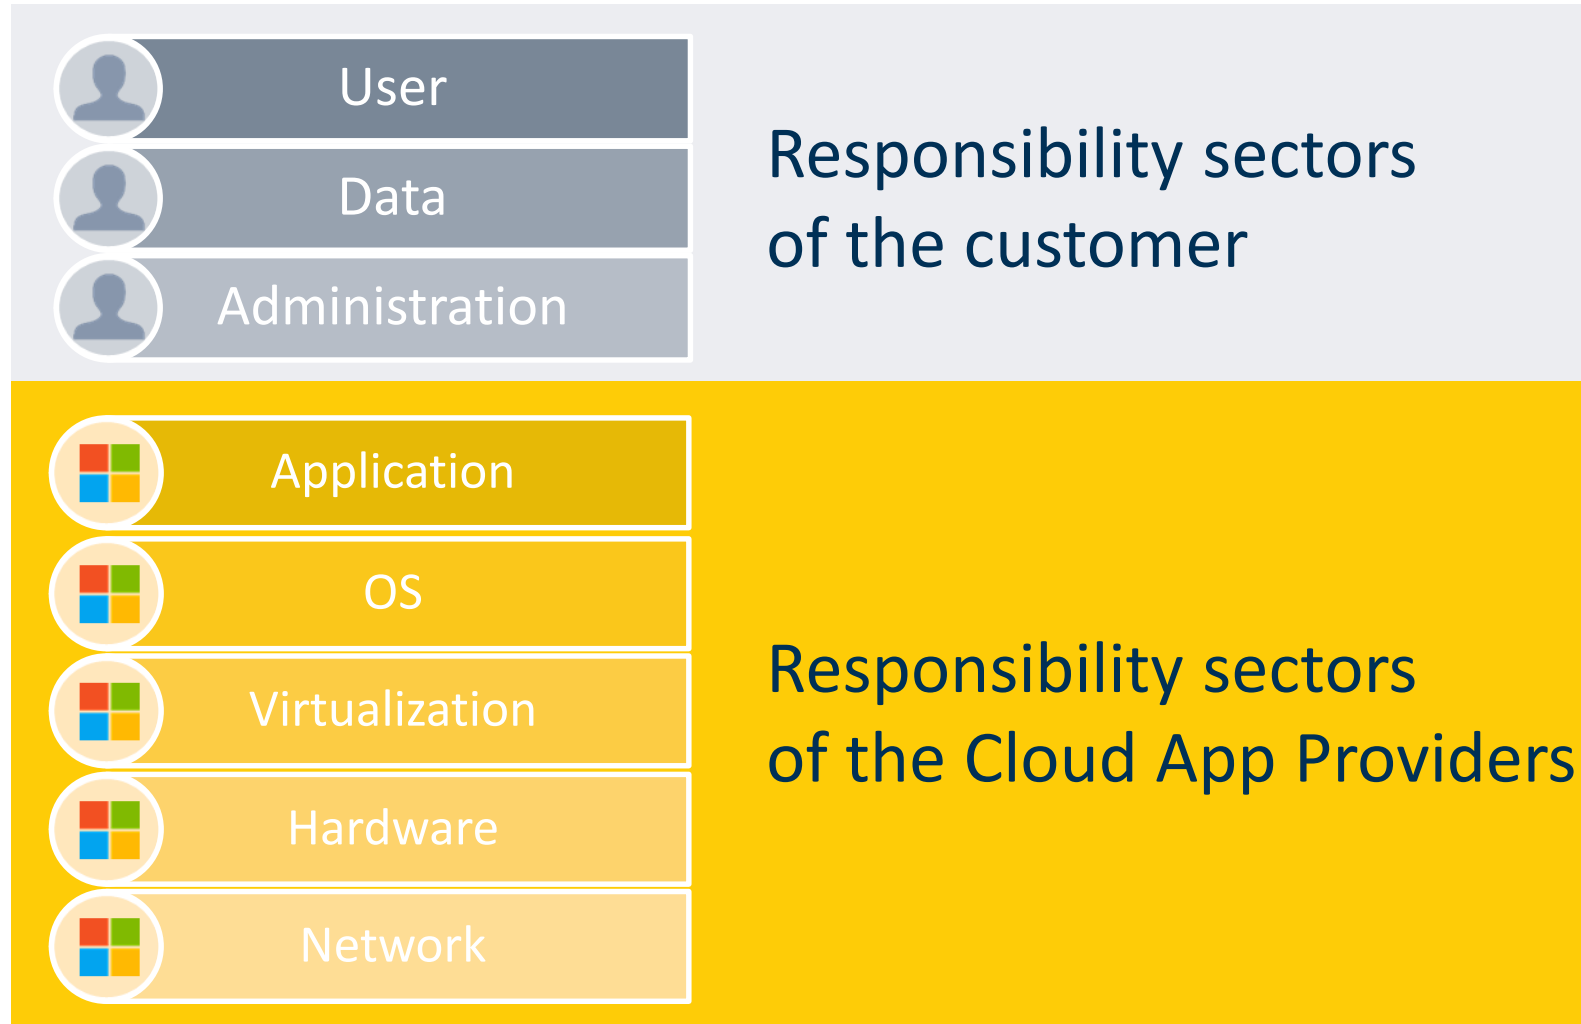 User
Data
Administration
Responsibility sectors
of the customer
Application
OS
Virtualization
Hardware
Network
Responsibility sectors
of the Cloud App Providers